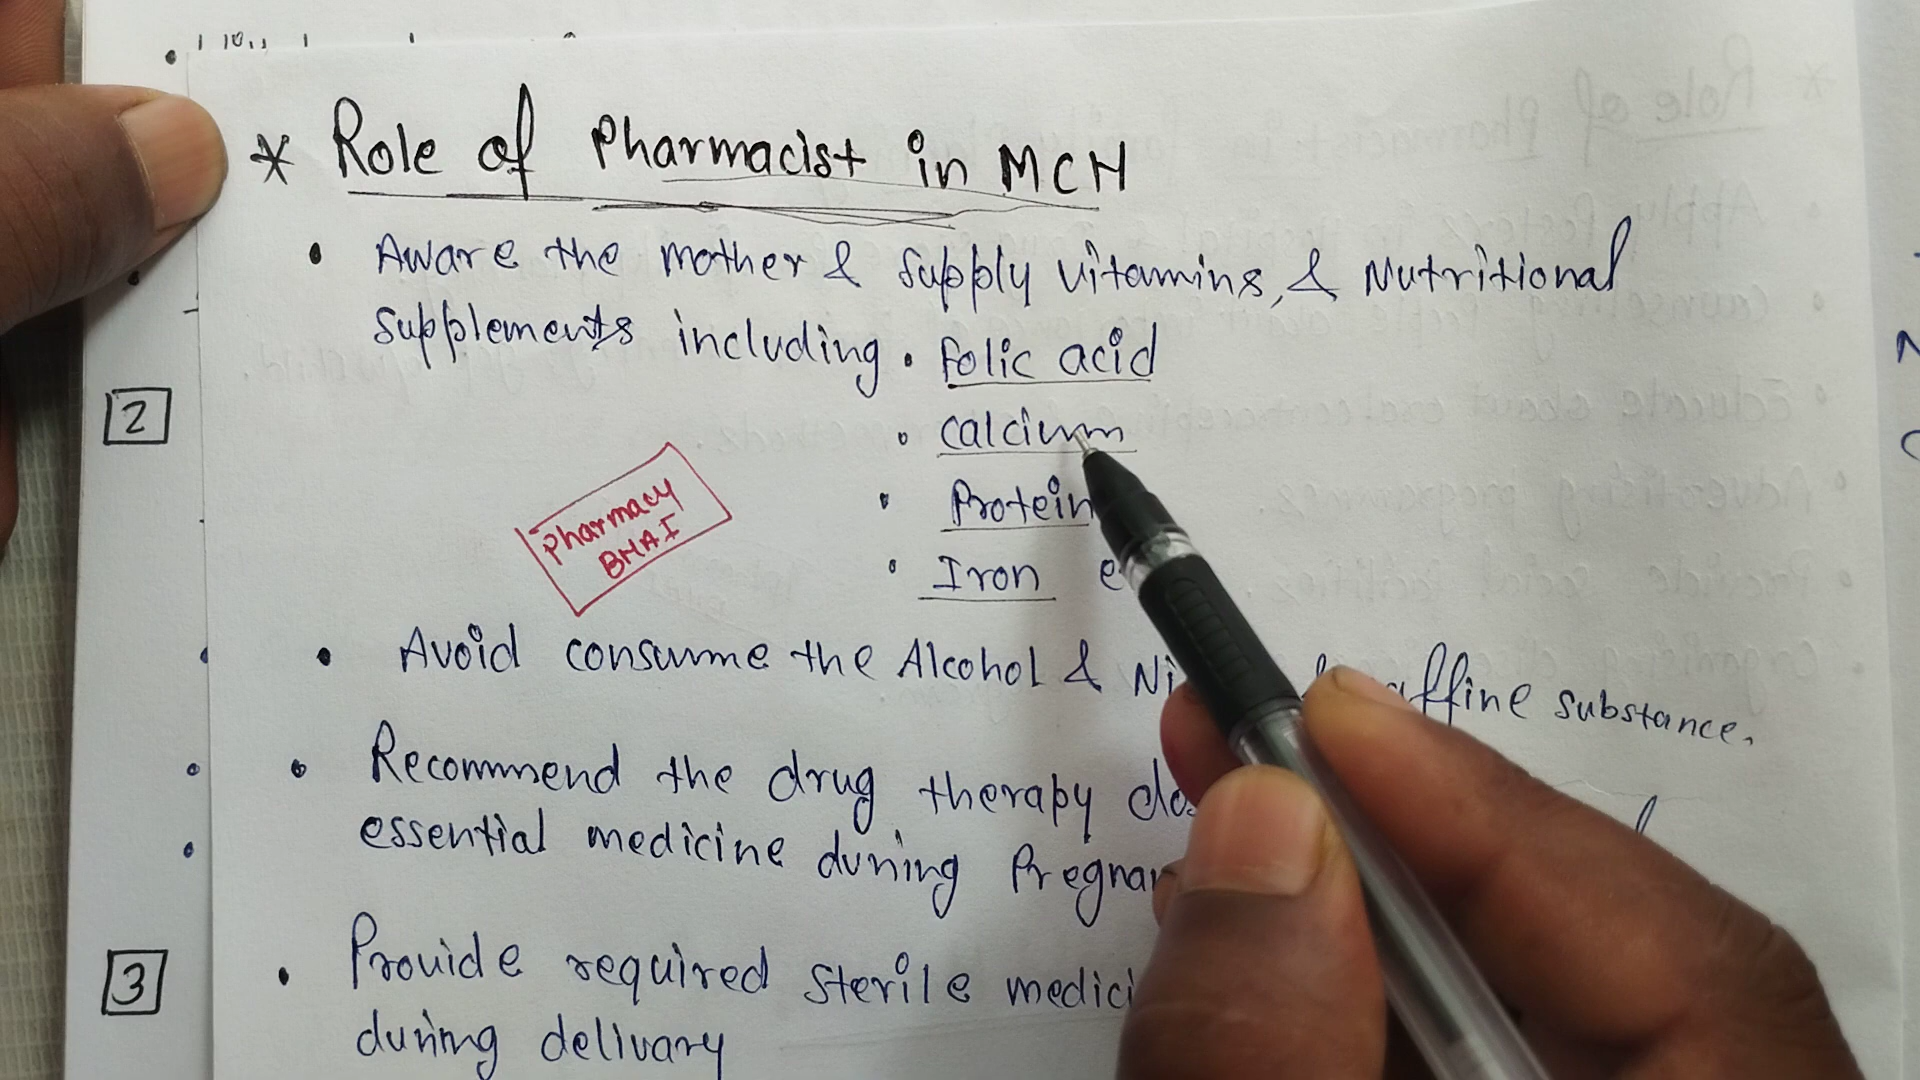 * Role of Pharmacist in MCH
• Aware the mother & supply vitamins, & Nutritional
supplements including • folic acid
• calcium
• Protein
• Iron
2
Pharmacy
BHAI
• Avoid consume the Alcohol & substance.
• Recommend the drug therapy
essential medicine during
3
• Provide required sterile
during delivary